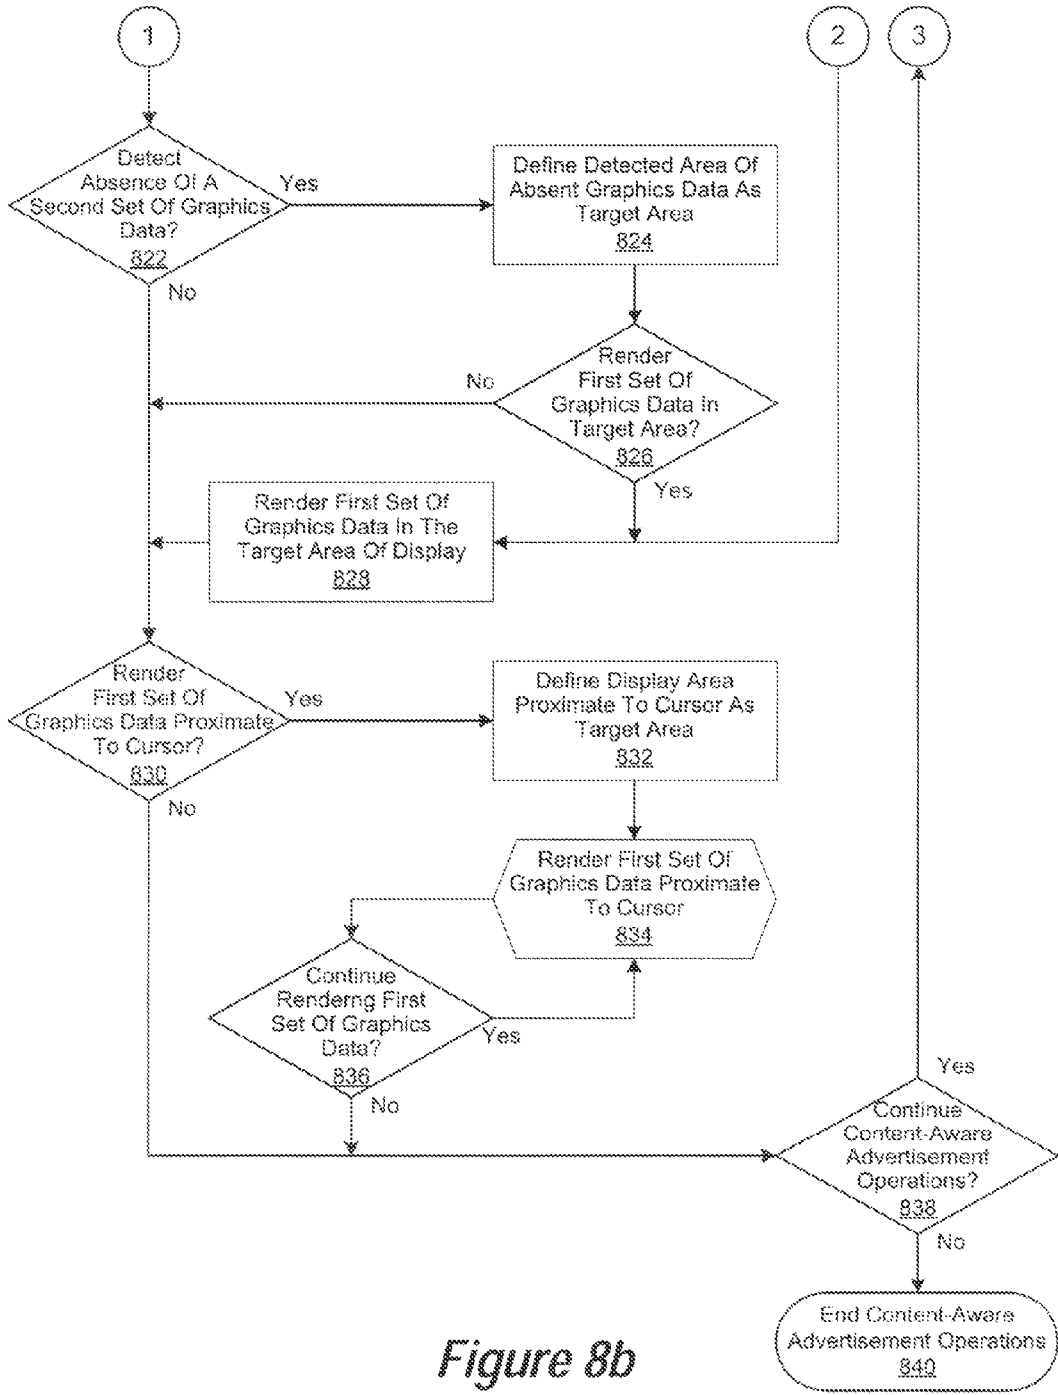 1
2
3
Detect
Absence Of A
Second Set Of Graphics
Data?
822
Yes
No
Define Detected Area Of
Absent Graphics Data As
Target Area
824
Render
First Set Of
Graphics Data In
Target Area?
826
No
Yes
Render First Set Of
Graphics Data In The
Target Area Of Display
828
Render
First Set Of
Graphics Data Proximate
To Cursor?
830
Yes
No
Define Display Area
Proximate To Cursor As
Target Area
832
Render First Set Of
Graphics Data Proximate
To Cursor
834
Continue
Renderng First
Set Of Graphics
Data?
836
Yes
No
Continue
Content-Aware
Advertisement
Operations?
838
Yes
No
End Content-Aware
Advertisement Operations
840
Figure 8b